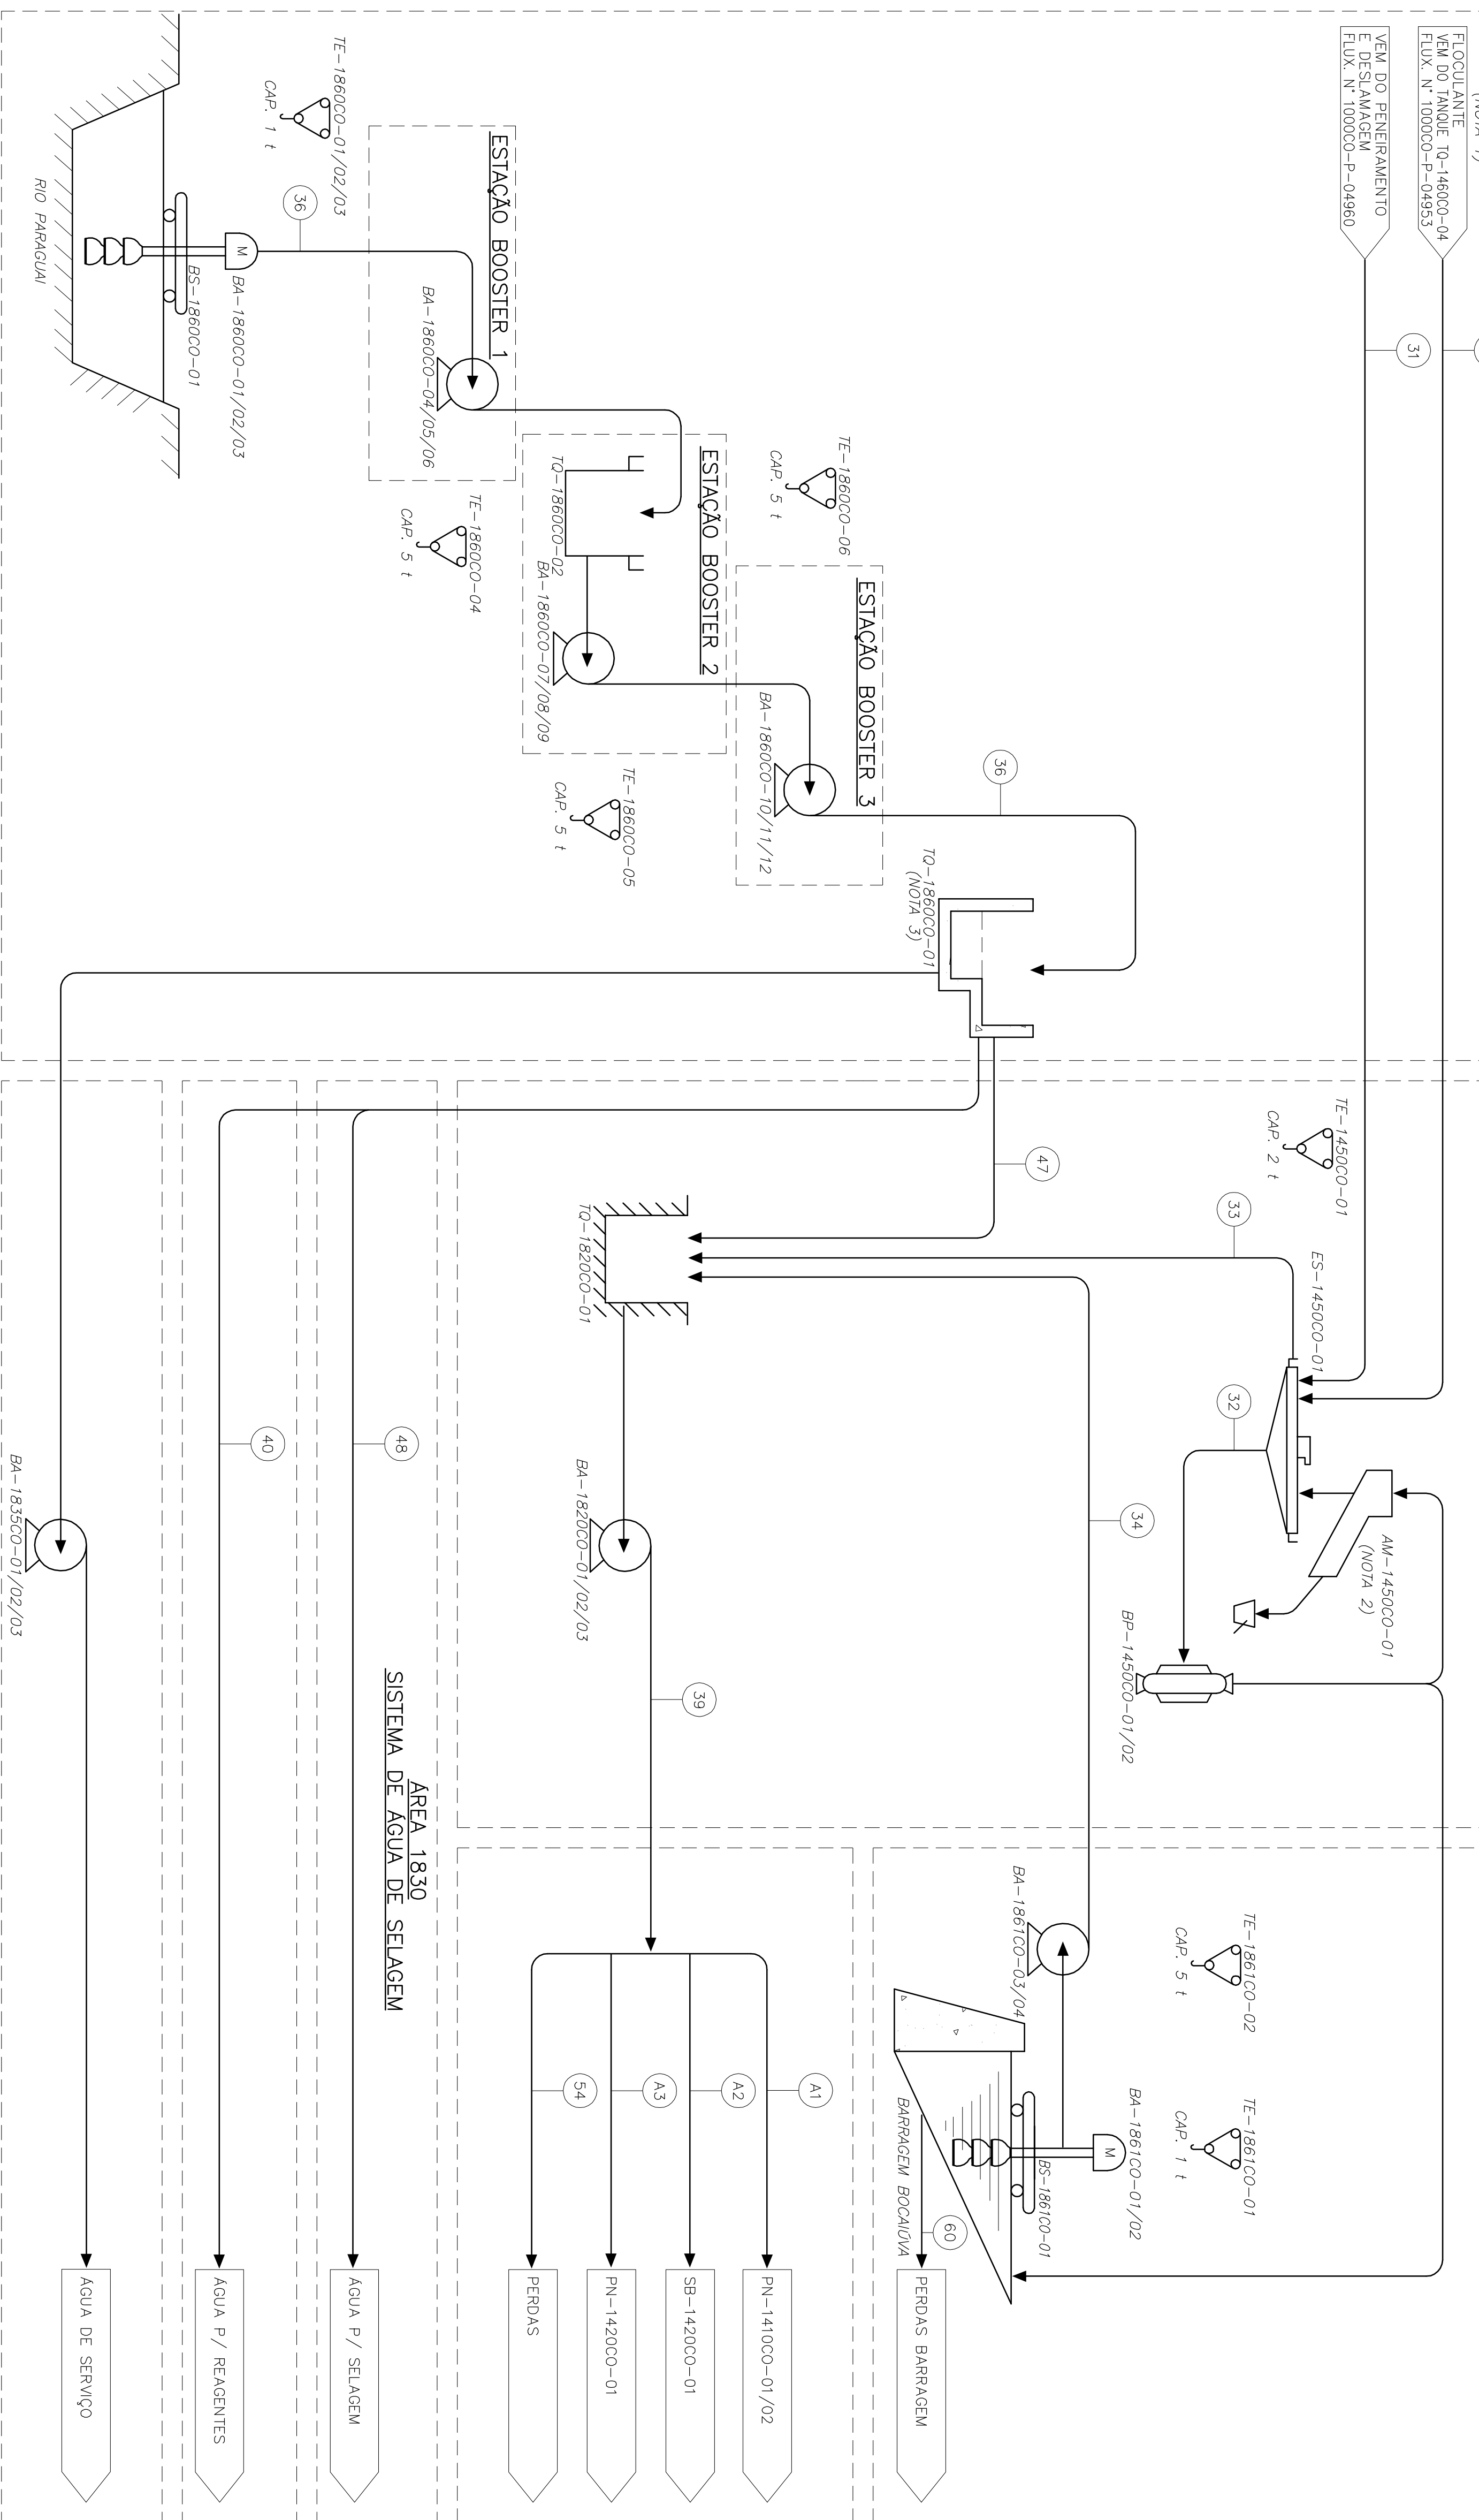 (NOTA 1)
FLOCULANTE
VEM DO TANQUE TQ-1460CO-04
FLUX. N° 1000CO-P-04953
VEM DO PENEIRAMENTO
E DESLAMAGEM
FLUX. N° 1000CO-P-04960
31
TE-1450CO-01
CAP. 2 t
33
ES-1450CO-01
32
AM-1450CO-01
(NOTA 2)
BP-1450CO-01/02
34
TE-1861CO-02
CAP. 5 t
TE-1861CO-01
CAP. 1 t
BA-1861CO-03/04
BA-1861CO-01/02
BS-1861CO-01
BARRAGEM BOCAIÚVA
60
PERDAS BARRAGEM
36
TQ-1860CO-01
(NOTA 3)
47
ESTAÇÃO BOOSTER 3
BA-1860CO-10/11/12
TE-1860CO-06
CAP. 5 t
ESTAÇÃO BOOSTER 2
TQ-1860CO-02
BA-1860CO-07/08/09
TE-1860CO-05
CAP. 5 t
TQ-1820CO-01
BA-1820CO-01/02/03
39
A1
PN-1410CO-01/02
A2
SB-1420CO-01
A3
PN-1420CO-01
54
PERDAS
ESTAÇÃO BOOSTER 1
BA-1860CO-04/05/06
TE-1860CO-04
CAP. 5 t
ÁREA 1830
SISTEMA DE ÁGUA DE SELAGEM
48
ÁGUA P/ SELAGEM
TE-1860CO-01/02/03
CAP. 1 t
36
M
BA-1860CO-01/02/03
BS-1860CO-01
RIO PARAGUAI
40
ÁGUA P/ REAGENTES
BA-1835CO-01/02/03
ÁGUA DE SERVIÇO
M